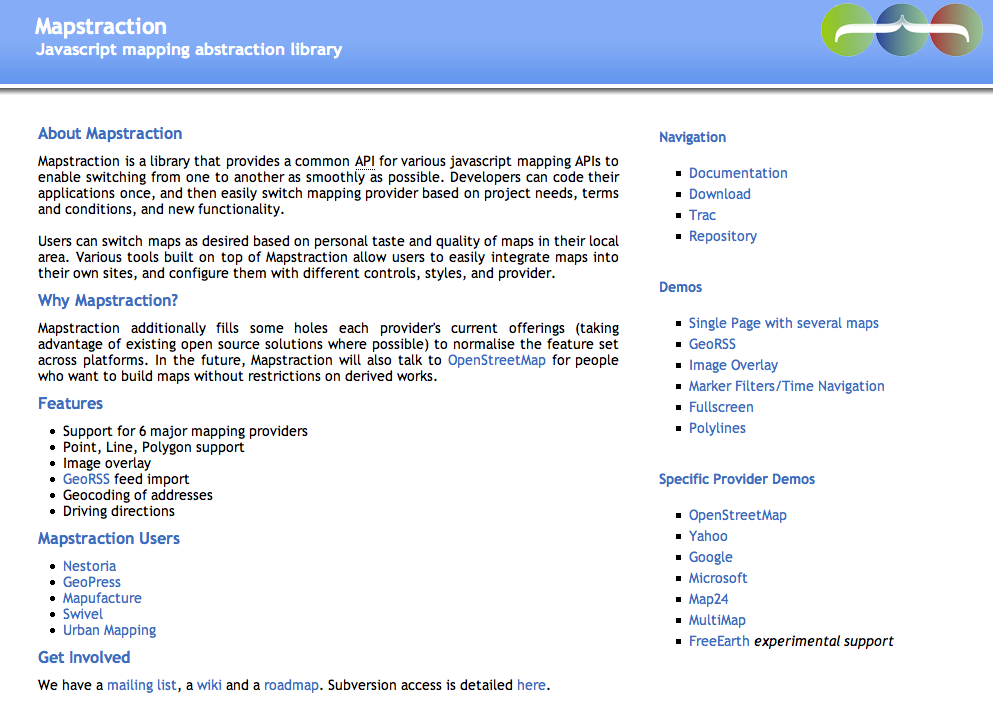 Mapstraction
Javascript mapping abstraction library
About Mapstraction
Mapstraction is a library that provides a common API for various javascript mapping APIs to
enable switching from one to another as smoothly as possible. Developers can code their
applications once, and then easily switch mapping provider based on project needs, terms
and conditions, and new functionality.
Users can switch maps as desired based on personal taste and quality of maps in their local
area. Various tools built on top of Mapstraction allow users to easily integrate maps into
their own sites, and configure them with different controls, styles, and provider.
Why Mapstraction?
Mapstraction additionally fills some holes each provider's current offerings (taking
advantage of existing open source solutions where possible) to normalise the feature set
across platforms. In the future, Mapstraction will also talk to OpenStreetMap for people
who want to build maps without restrictions on derived works.
Features
Support for 6 major mapping providers
Point, Line, Polygon support
Image overlay
GeoRSS feed import
Geocoding of addresses
Driving directions
Mapstraction Users
Nestoria
GeoPress
Mapufacture
Swivel
Urban Mapping
Get Involved
We have a mailing list, a wiki and a roadmap. Subversion access is detailed here.
Navigation
Documentation
Download
Trac
Repository
Demos
Single Page with several maps
GeoRSS
Image Overlay
Marker Filters/Time Navigation
Fullscreen
Polylines
Specific Provider Demos
OpenStreetMap
Yahoo
Google
Microsoft
Map24
MultiMap
FreeEarth experimental support